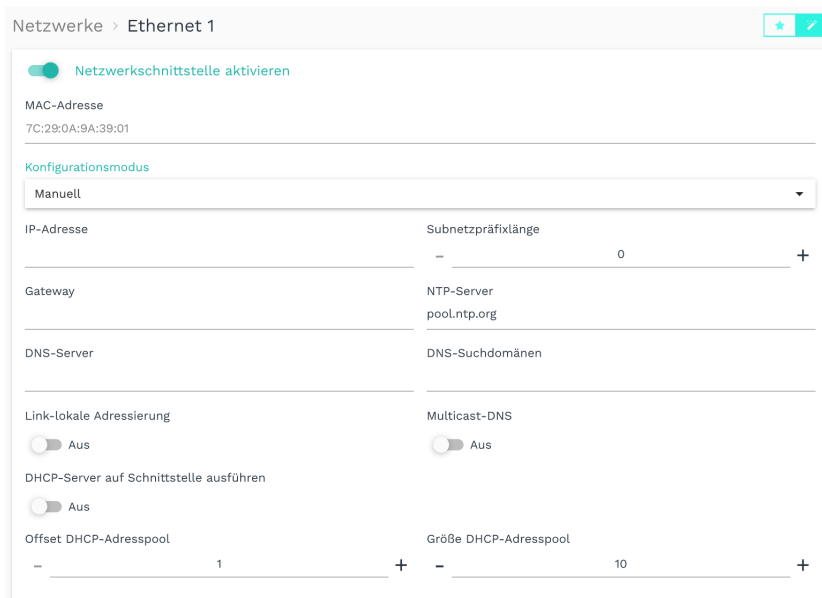 Netzwerke > Ethernet 1
Netzwerkschnittstelle aktivieren
MAC-Adresse
7C:29:0A:9A:39:01
Konfigurationsmodus
Manuell
IP-Adresse
Subnetzpräfixlänge
− 0 +
Gateway
NTP-Server
pool.ntp.org
DNS-Server
DNS-Suchdomänen
Link-lokale Adressierung
Multicast-DNS
Aus
Aus
DHCP-Server auf Schnittstelle ausführen
Aus
Offset DHCP-Adresspool
Größe DHCP-Adresspool
− 1 +
− 10 +